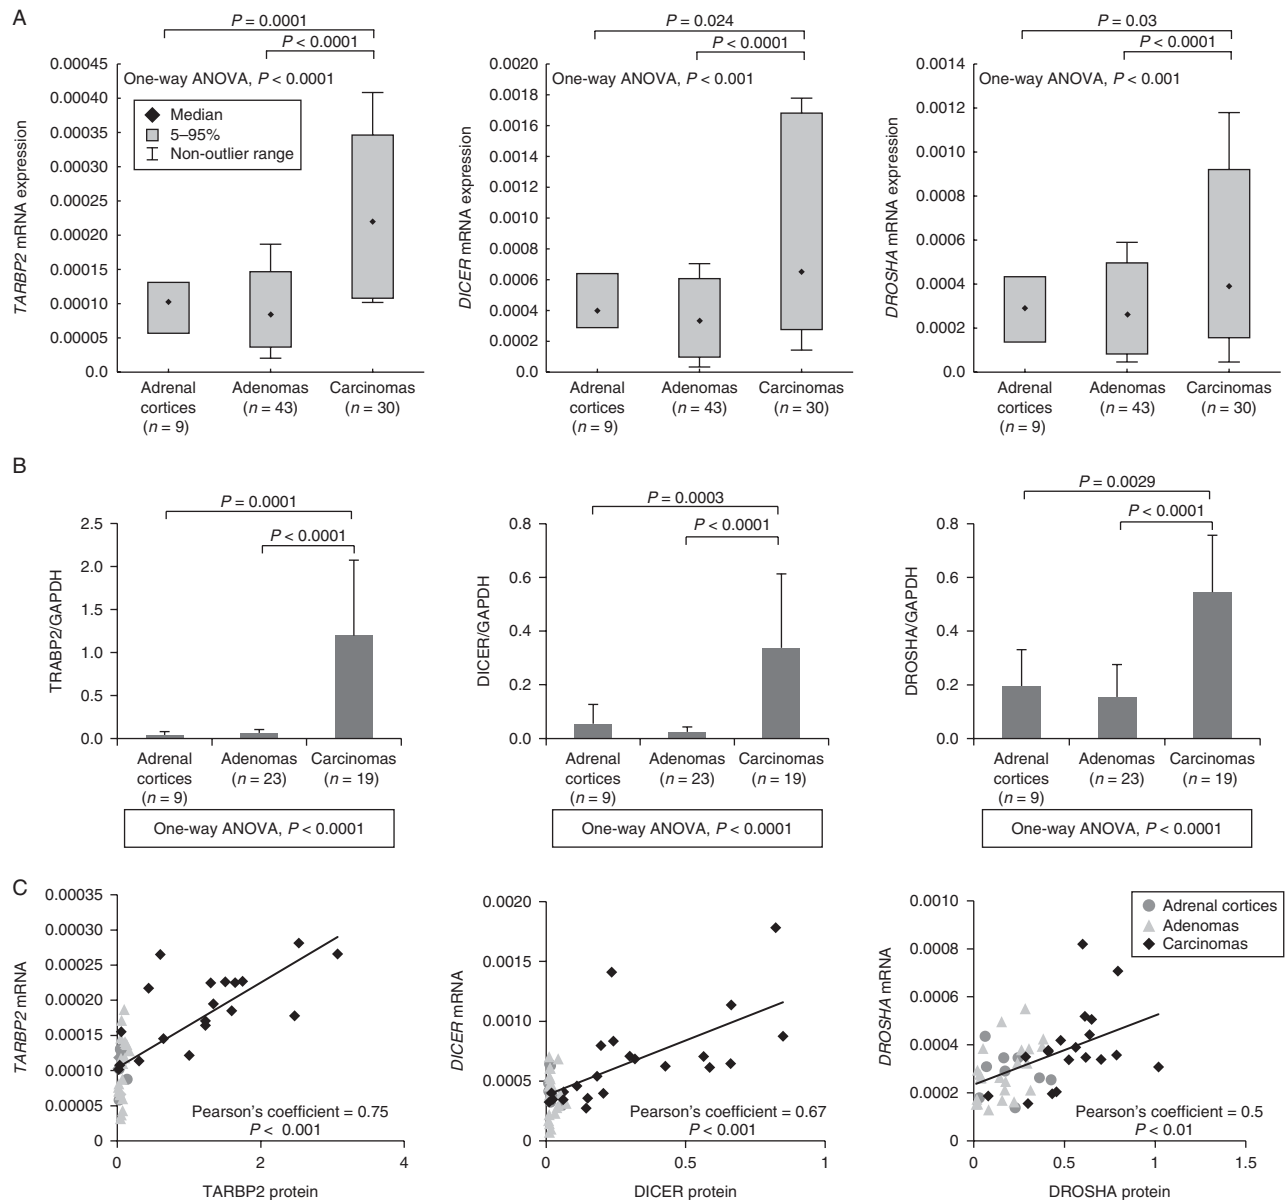 A
P = 0.0001
P < 0.0001
One-way ANOVA, P < 0.0001
Median
5–95%
Non-outlier range
TARBP2 mRNA expression
0.00045
0.00040
0.00035
0.00030
0.00025
0.00020
0.00015
0.00010
0.00005
0.0
Adrenal cortices (n = 9)
Adenomas (n = 43)
Carcinomas (n = 30)
P = 0.024
P < 0.0001
One-way ANOVA, P < 0.001
DICER mRNA expression
0.0020
0.0018
0.0016
0.0014
0.0012
0.0010
0.0008
0.0006
0.0004
0.0002
0.0
Adrenal cortices (n = 9)
Adenomas (n = 43)
Carcinomas (n = 30)
P = 0.03
P < 0.0001
One-way ANOVA, P < 0.001
DROSHA mRNA expression
0.0014
0.0012
0.0010
0.0008
0.0006
0.0004
0.0002
0.0
Adrenal cortices (n = 9)
Adenomas (n = 43)
Carcinomas (n = 30)
B
P = 0.0001
P < 0.0001
TRABP2/GAPDH
2.5
2.0
1.5
1.0
0.5
0.0
Adrenal cortices (n = 9)
Adenomas (n = 23)
Carcinomas (n = 19)
One-way ANOVA, P < 0.0001
P = 0.0003
P < 0.0001
DICER/GAPDH
0.8
0.6
0.4
0.2
0.0
Adrenal cortices (n = 9)
Adenomas (n = 23)
Carcinomas (n = 19)
One-way ANOVA, P < 0.0001
P = 0.0029
P < 0.0001
DROSHA/GAPDH
0.8
0.6
0.4
0.2
0.0
Adrenal cortices (n = 9)
Adenomas (n = 23)
Carcinomas (n = 19)
One-way ANOVA, P < 0.0001
C
TARBP2 mRNA
0.00035
0.00030
0.00025
0.00020
0.00015
0.00010
0.00005
0
Pearson's coefficient = 0.75
P < 0.001
0 2 4
TARBP2 protein
DICER mRNA
0.0020
0.0015
0.0010
0.0005
0
Pearson's coefficient = 0.67
P < 0.001
0 0.5 1
DICER protein
DROSHA mRNA
0.0010
0.0008
0.0006
0.0004
0.0002
0
Adrenal cortices
Adenomas
Carcinomas
Pearson's coefficient = 0.5
P < 0.01
0 0.5 1 1.5
DROSHA protein